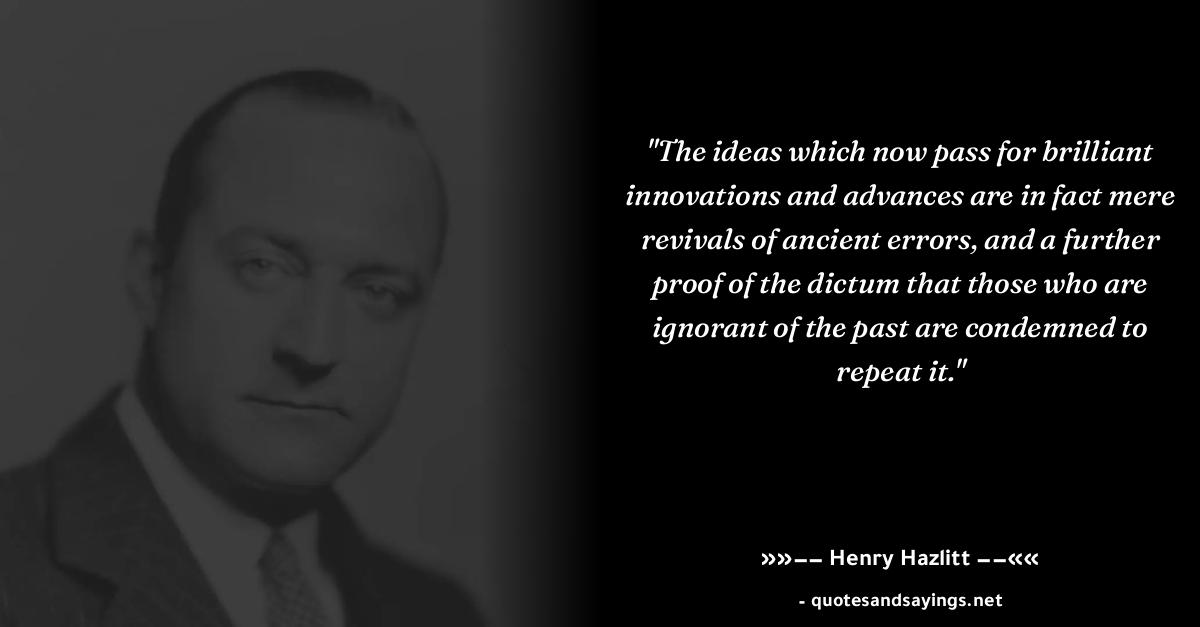 "The ideas which now pass for brilliant
innovations and advances are in fact mere
revivals of ancient errors, and a further
proof of the dictum that those who are
ignorant of the past are condemned to
repeat it."
»»–– Henry Hazlitt ––««
- quotesandsayings.net